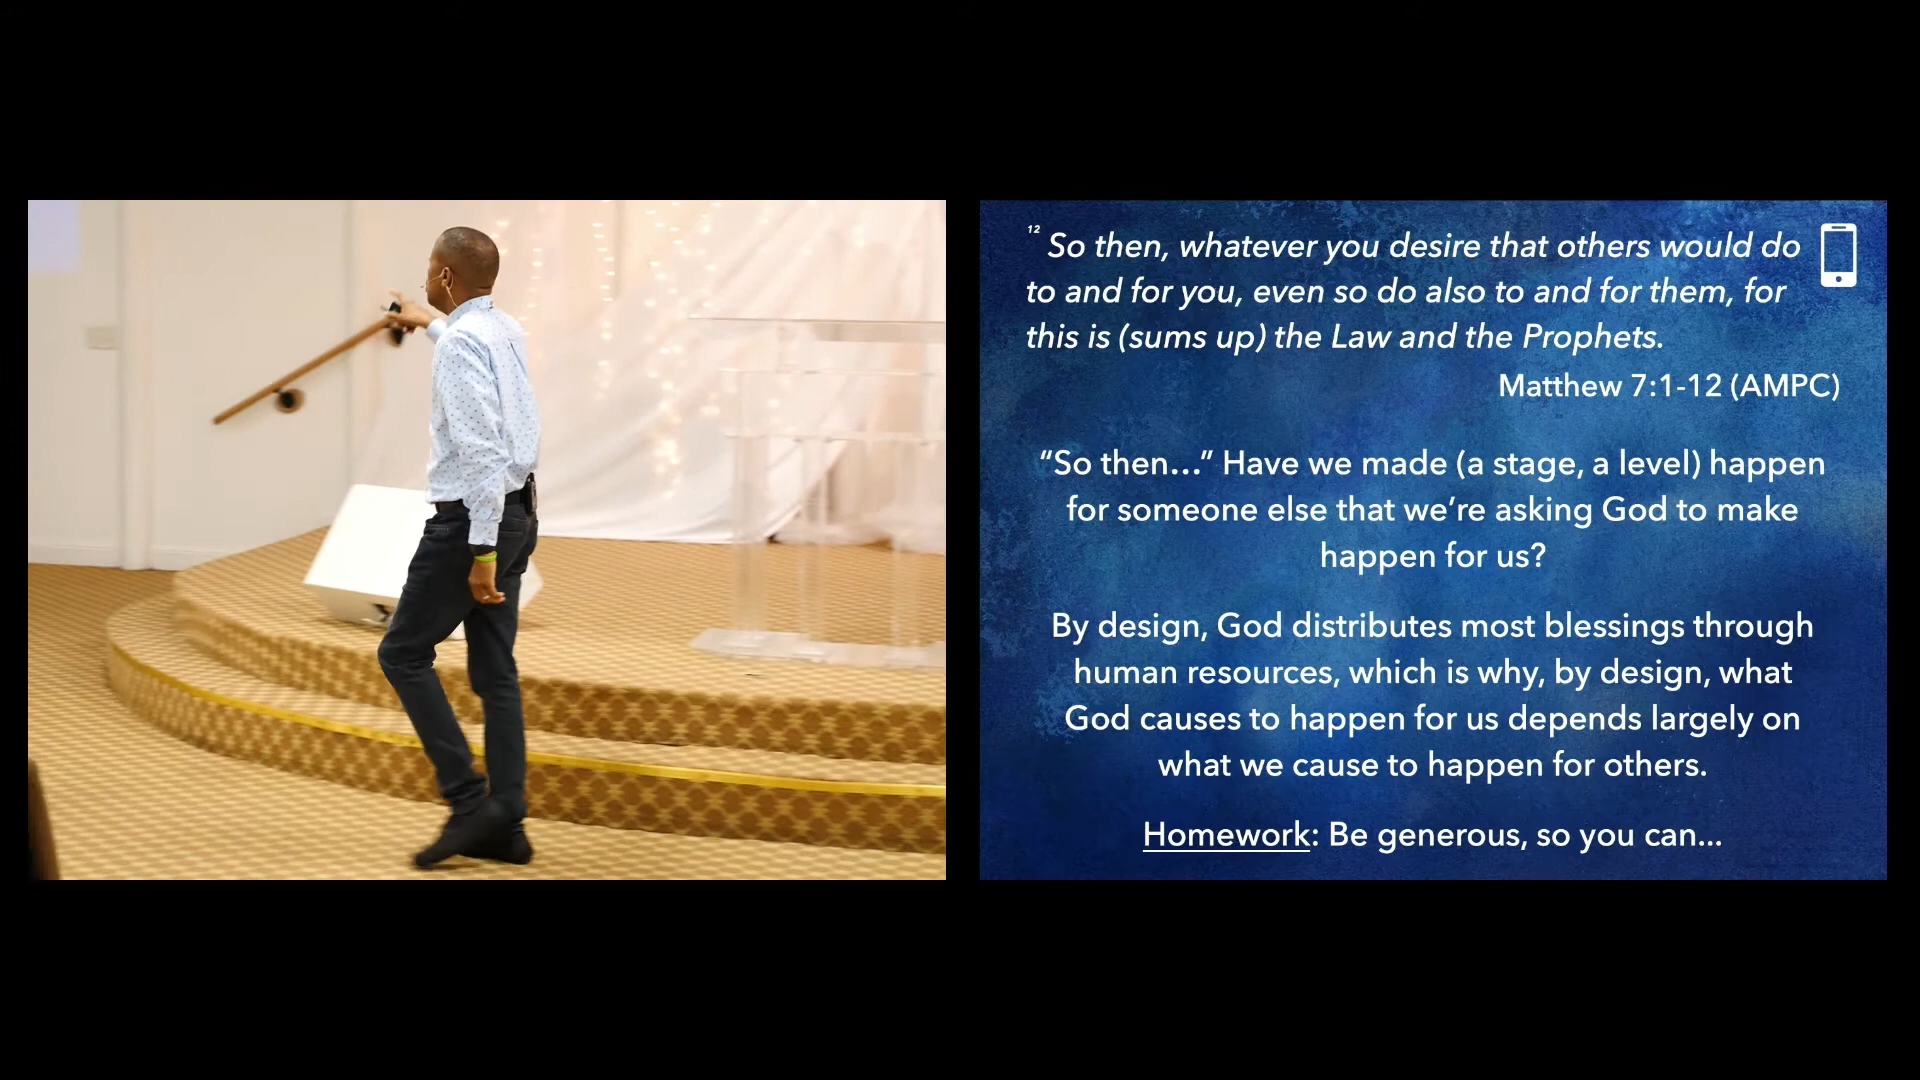 12 So then, whatever you desire that others would do
to and for you, even so do also to and for them, for
this is (sums up) the Law and the Prophets.
Matthew 7:1-12 (AMPC)
“So then…” Have we made (a stage, a level) happen
for someone else that we’re asking God to make
happen for us?
By design, God distributes most blessings through
human resources, which is why, by design, what
God causes to happen for us depends largely on
what we cause to happen for others.
Homework: Be generous, so you can...